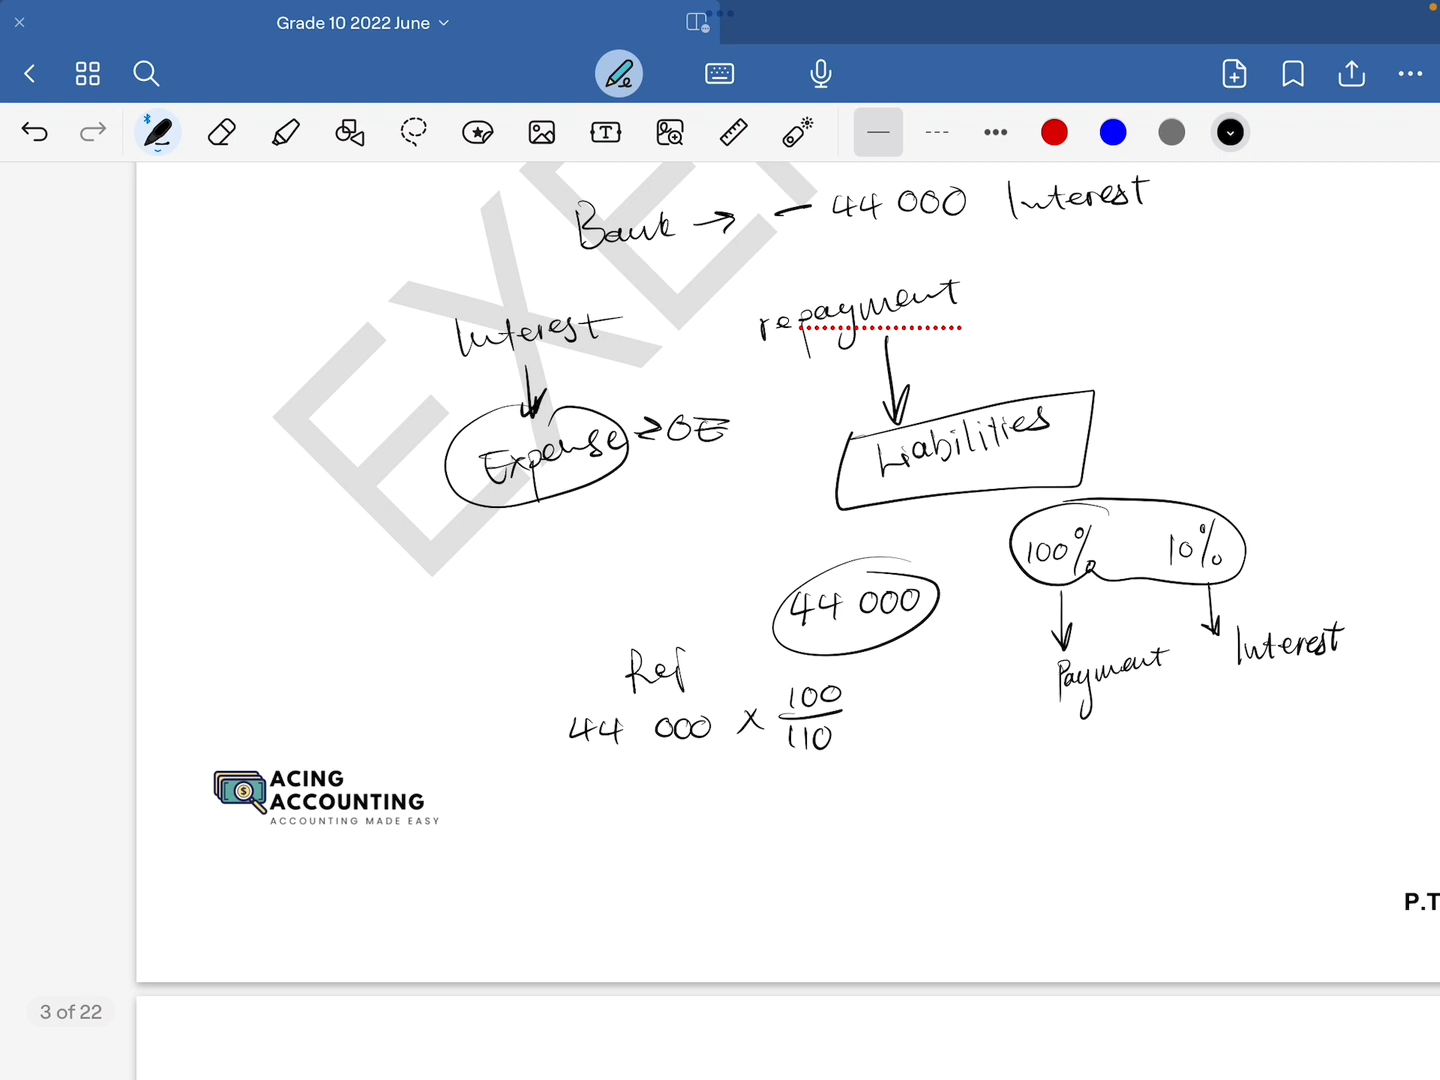 Grade 10 2022 June
Bank → - 44 000 Interest
Interest repayment
Expense ≥OE Liabilities
100% 10%
44 000
Payment Interest
Ref
44 000 × 100/110
ACING
ACCOUNTING
ACCOUNTING MADE EASY
P.T
3 of 22
EXE